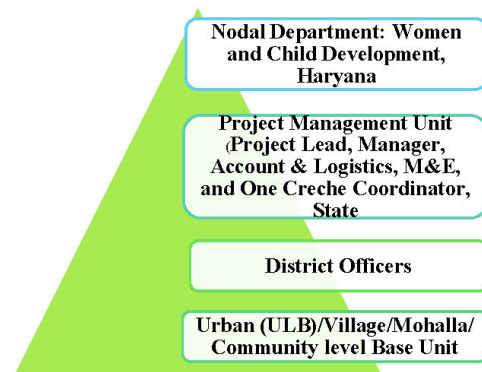 Nodal Department: Women
and Child Development,
Haryana
Project Management Unit
(Project Lead, Manager,
Account & Logistics, M&E,
and One Creche Coordinator,
State
District Officers
Urban (ULB)/Village/Mohalla/
Community level Base Unit